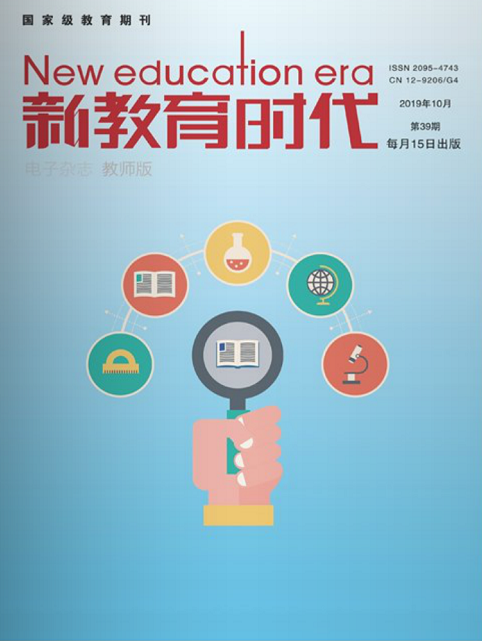 国家级教育期刊
New education era
新教育时代
电子杂志 教师版
ISSN 2095-4743
CN 12-9206/G4
2019年10月
第39期
每月15日出版